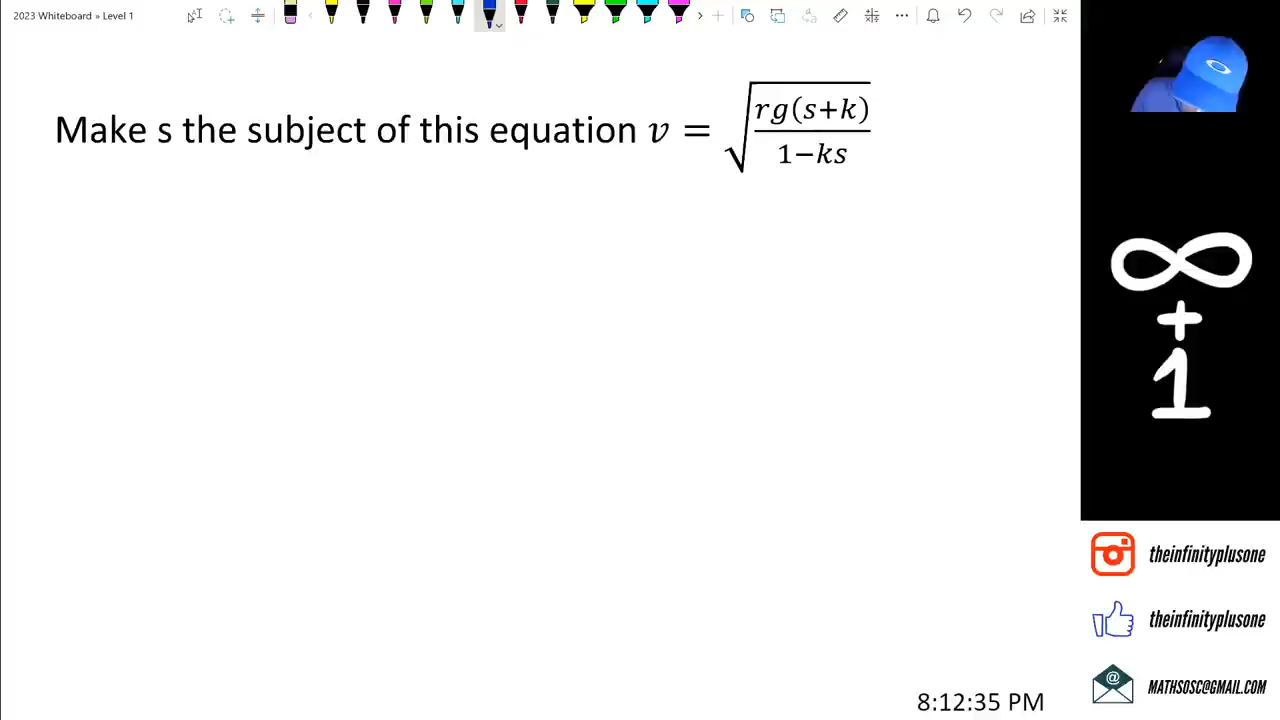 2023 Whiteboard » Level 1
Make s the subject of this equation v = √(rg(s+k)/(1−ks))
∞
+
1
theinfinityplusone
theinfinityplusone
@
MATHSOSC@GMAIL.COM
8:12:35 PM